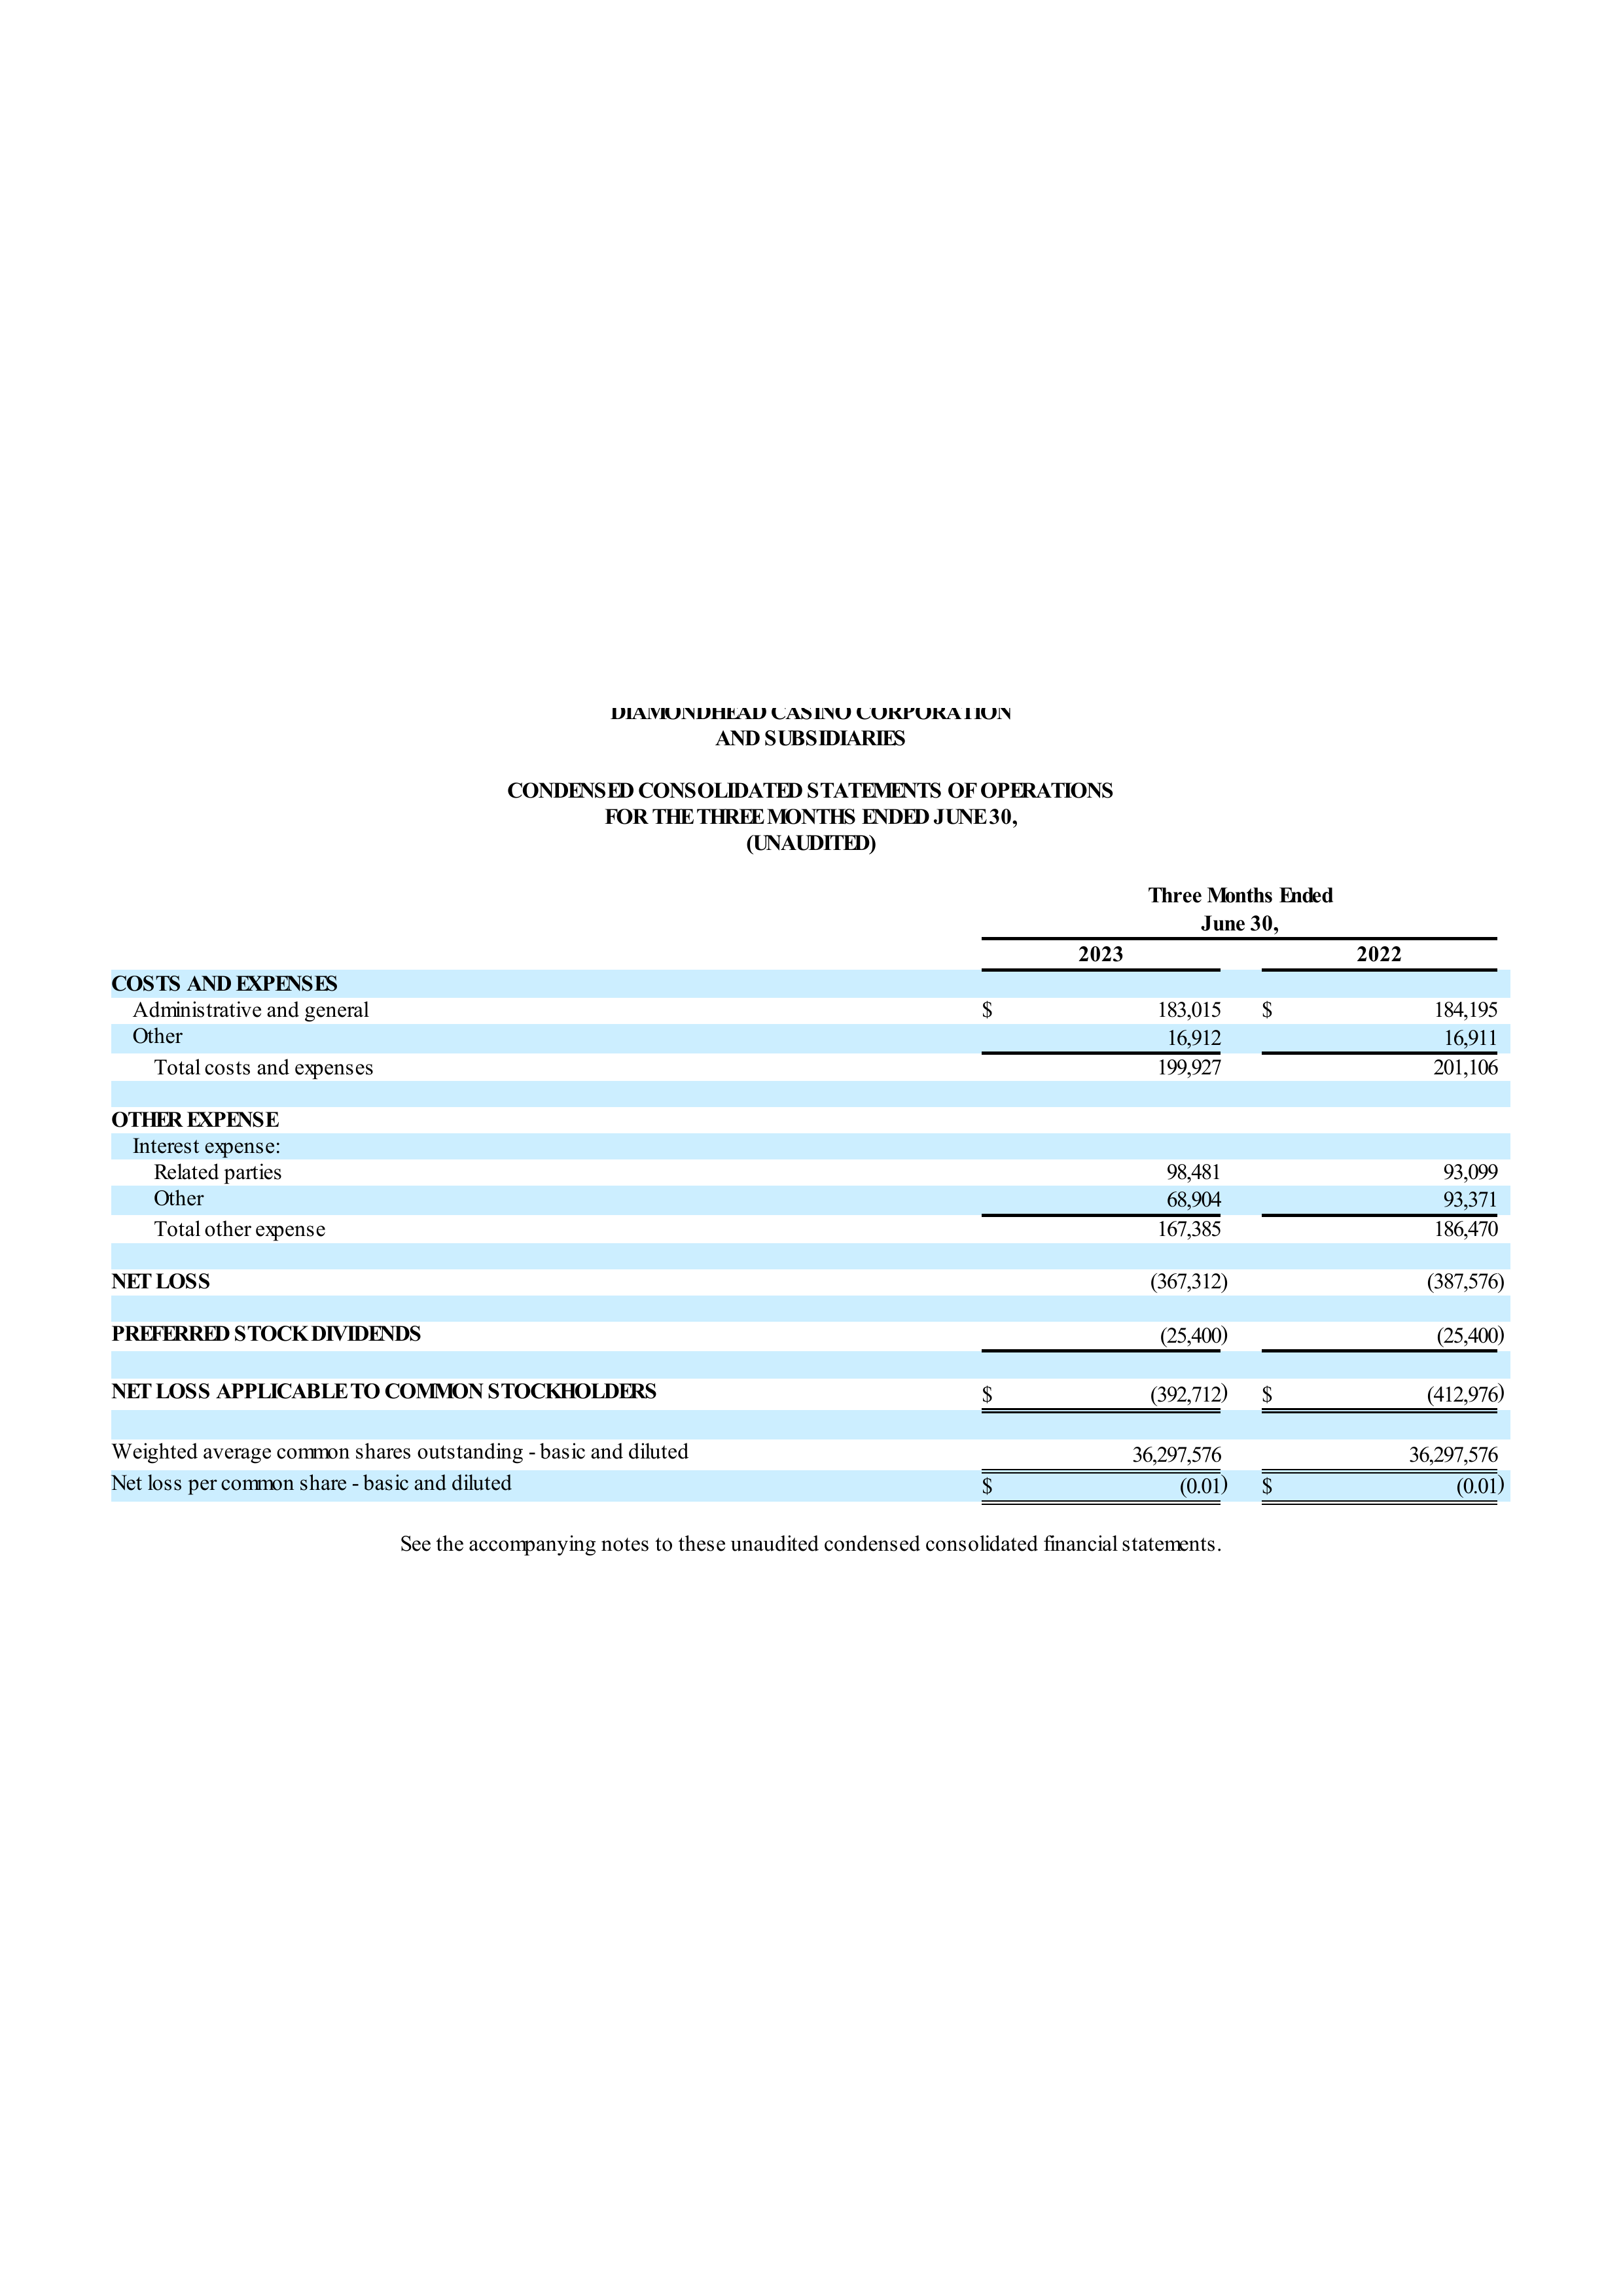 DIAMONDHEAD CASINO CORPORATION
AND SUBSIDIARIES
CONDENSED CONSOLIDATED STATEMENTS OF OPERATIONS
FOR THE THREE MONTHS ENDED JUNE 30,
(UNAUDITED)
Three Months Ended
June 30,
2023 2022
COSTS AND EXPENSES
Administrative and general $ 183,015 $ 184,195
Other 16,912 16,911
Total costs and expenses 199,927 201,106
OTHER EXPENSE
Interest expense:
Related parties 98,481 93,099
Other 68,904 93,371
Total other expense 167,385 186,470
NET LOSS (367,312) (387,576)
PREFERRED STOCK DIVIDENDS (25,400) (25,400)
NET LOSS APPLICABLE TO COMMON STOCKHOLDERS $ (392,712) $ (412,976)
Weighted average common shares outstanding - basic and diluted 36,297,576 36,297,576
Net loss per common share - basic and diluted $ (0.01) $ (0.01)
See the accompanying notes to these unaudited condensed consolidated financial statements.